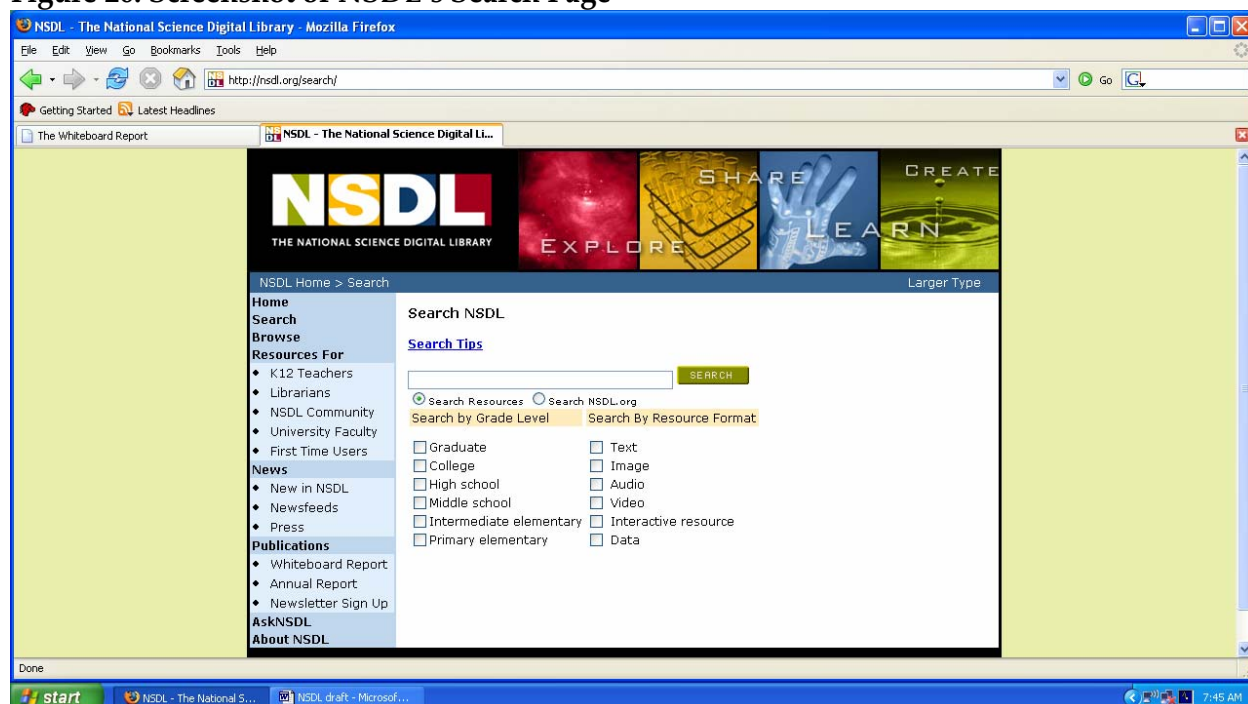 Figure 20. Screenshot of NSDL's Search Page
NSDL - The National Science Digital Library - Mozilla Firefox
File Edit View Go Bookmarks Tools Help
http://nsdl.org/search/ Go
Getting Started Latest Headlines
The Whiteboard Report NSDL - The National Science Digital Li...
NSDL
THE NATIONAL SCIENCE DIGITAL LIBRARY
EXPLORE SHARE LEARN CREATE
NSDL Home > Search Larger Type
Home
Search
Browse
Resources For
K12 Teachers
Librarians
NSDL Community
University Faculty
First Time Users
News
New in NSDL
Newsfeeds
Press
Publications
Whiteboard Report
Annual Report
Newsletter Sign Up
AskNSDL
About NSDL
Search NSDL
Search Tips
SEARCH
Search Resources Search NSDL.org
Search by Grade Level Search By Resource Format
Graduate Text
College Image
High school Audio
Middle school Video
Intermediate elementary Interactive resource
Primary elementary Data
Done
start NSDL - The National S... NSDL draft - Microsof... 7:45 AM